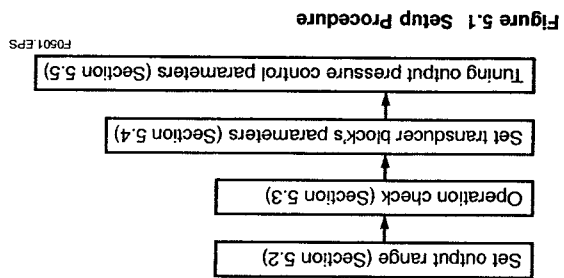 Set output range (Section 5.2)
Operation check (Section 5.3)
Set transducer block's parameters (Section 5.4)
Tuning output pressure control parameters (Section 5.5)
F0501.EPS
Figure 5.1 Setup Procedure